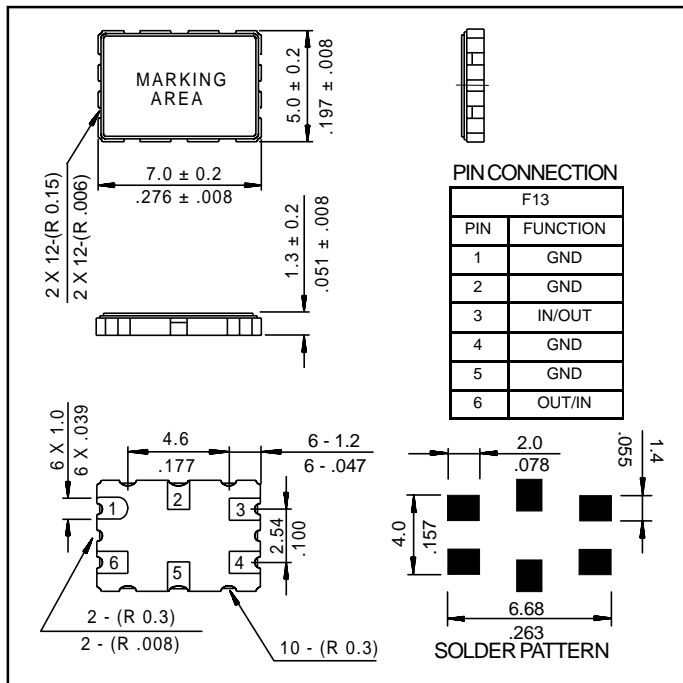 MARKING
AREA
5.0 ± 0.2
.197 ± .008
7.0 ± 0.2
.276 ± .008
2 X 12-(R 0.15)
2 X 12-(R .006)
1.3 ± 0.2
.051 ± .008
PIN CONNECTION
F13
PIN FUNCTION
1 GND
2 GND
3 IN/OUT
4 GND
5 GND
6 OUT/IN
6 X 1.0
6 X .039
4.6
.177
6 - 1.2
6 - .047
1 2 3
2.54
.100
6 5 4
2 - (R 0.3)
2 - (R .008)
10 - (R 0.3)
2.0
.078
1.4
.055
4.0
.157
6.68
.263
SOLDER PATTERN